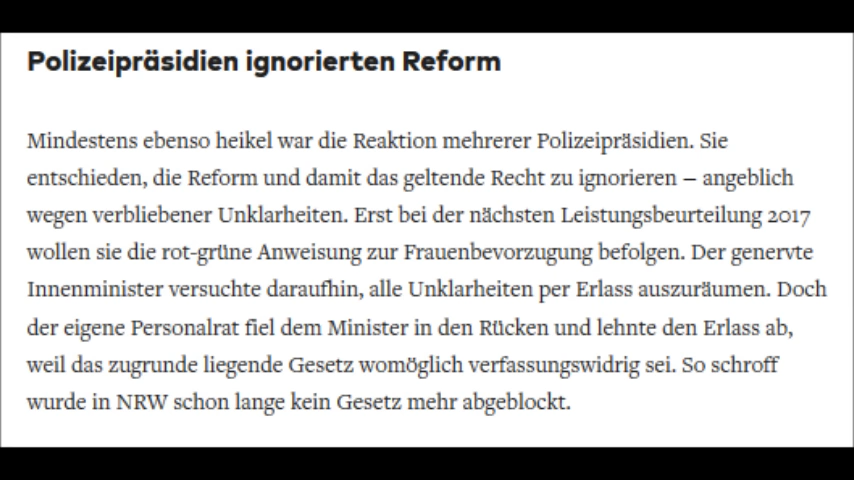 Polizeipräsidien ignorierten Reform
Mindestens ebenso heikel war die Reaktion mehrerer Polizeipräsidien. Sie
entschieden, die Reform und damit das geltende Recht zu ignorieren – angeblich
wegen verbliebener Unklarheiten. Erst bei der nächsten Leistungsbeurteilung 2017
wollen sie die rot-grüne Anweisung zur Frauenbevorzugung befolgen. Der genervte
Innenminister versuchte daraufhin, alle Unklarheiten per Erlass auszuräumen. Doch
der eigene Personalrat fiel dem Minister in den Rücken und lehnte den Erlass ab,
weil das zugrunde liegende Gesetz womöglich verfassungswidrig sei. So schroff
wurde in NRW schon lange kein Gesetz mehr abgeblockt.